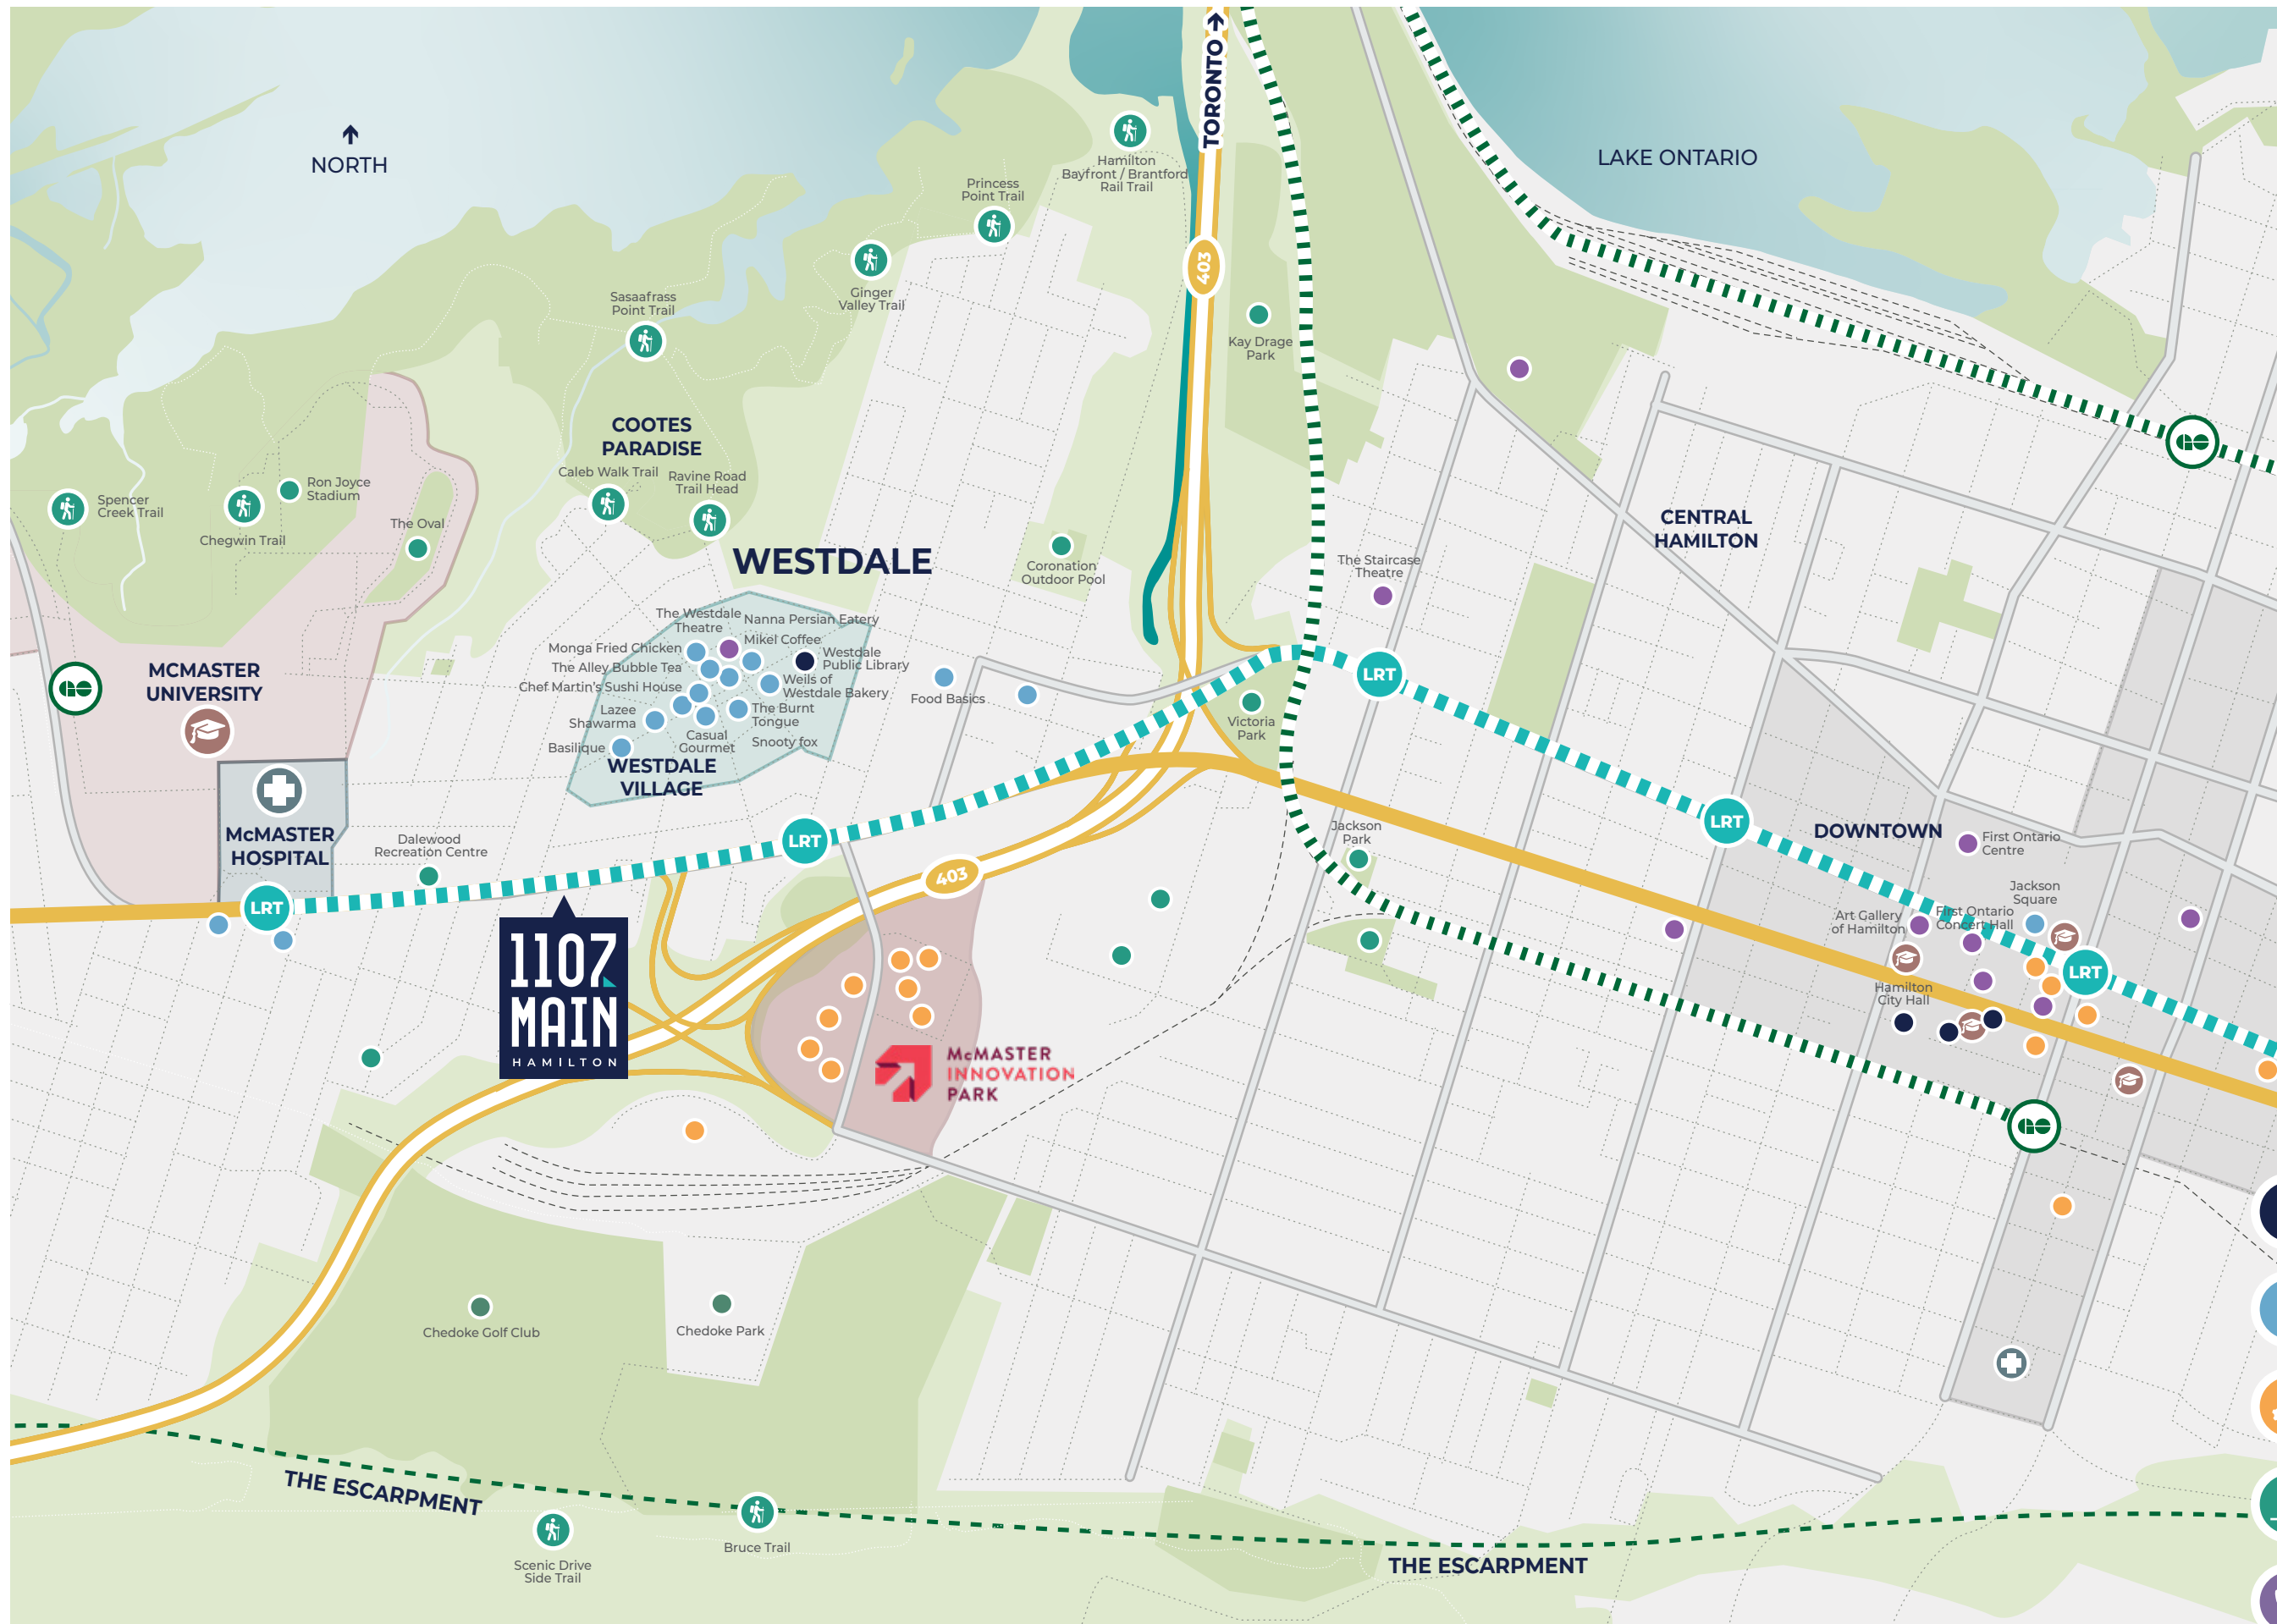 TORONTO
NORTH
LAKE ONTARIO
Hamilton
Bayfront / Brantford
Rail Trail
Princess
Point Trail
403
Ginger
Valley Trail
Sasaafrass
Point Trail
Kay Drage
Park
COOTES
PARADISE
Caleb Walk Trail
Ravine Road
Trail Head
Spencer
Creek Trail
Ron Joyce
Stadium
Chegwin Trail
The Oval
CENTRAL
HAMILTON
WESTDALE
Coronation
Outdoor Pool
The Staircase
Theatre
The Westdale
Theatre
Nanna Persian Eatery
Mikel Coffee
Monga Fried Chicken
The Alley Bubble Tea
Chef Martin's Sushi House
Westdale
Public Library
Weils of
Westdale Bakery
Lazee
Shawarma
The Burnt
Tongue
Casual
Gourmet
Snooty fox
Basilique
WESTDALE
VILLAGE
Food Basics
LRT
Victoria
Park
MCMASTER
UNIVERSITY
McMASTER
HOSPITAL
Dalewood
Recreation Centre
LRT
LRT
403
Jackson
Park
LRT
DOWNTOWN
First Ontario
Centre
Jackson
Square
Art Gallery
of Hamilton
First Ontario
Concert Hall
LRT
Hamilton
City Hall
1107
MAIN
HAMILTON
McMASTER
INNOVATION
PARK
Chedoke Golf Club
Chedoke Park
THE ESCARPMENT
Scenic Drive
Side Trail
Bruce Trail
THE ESCARPMENT